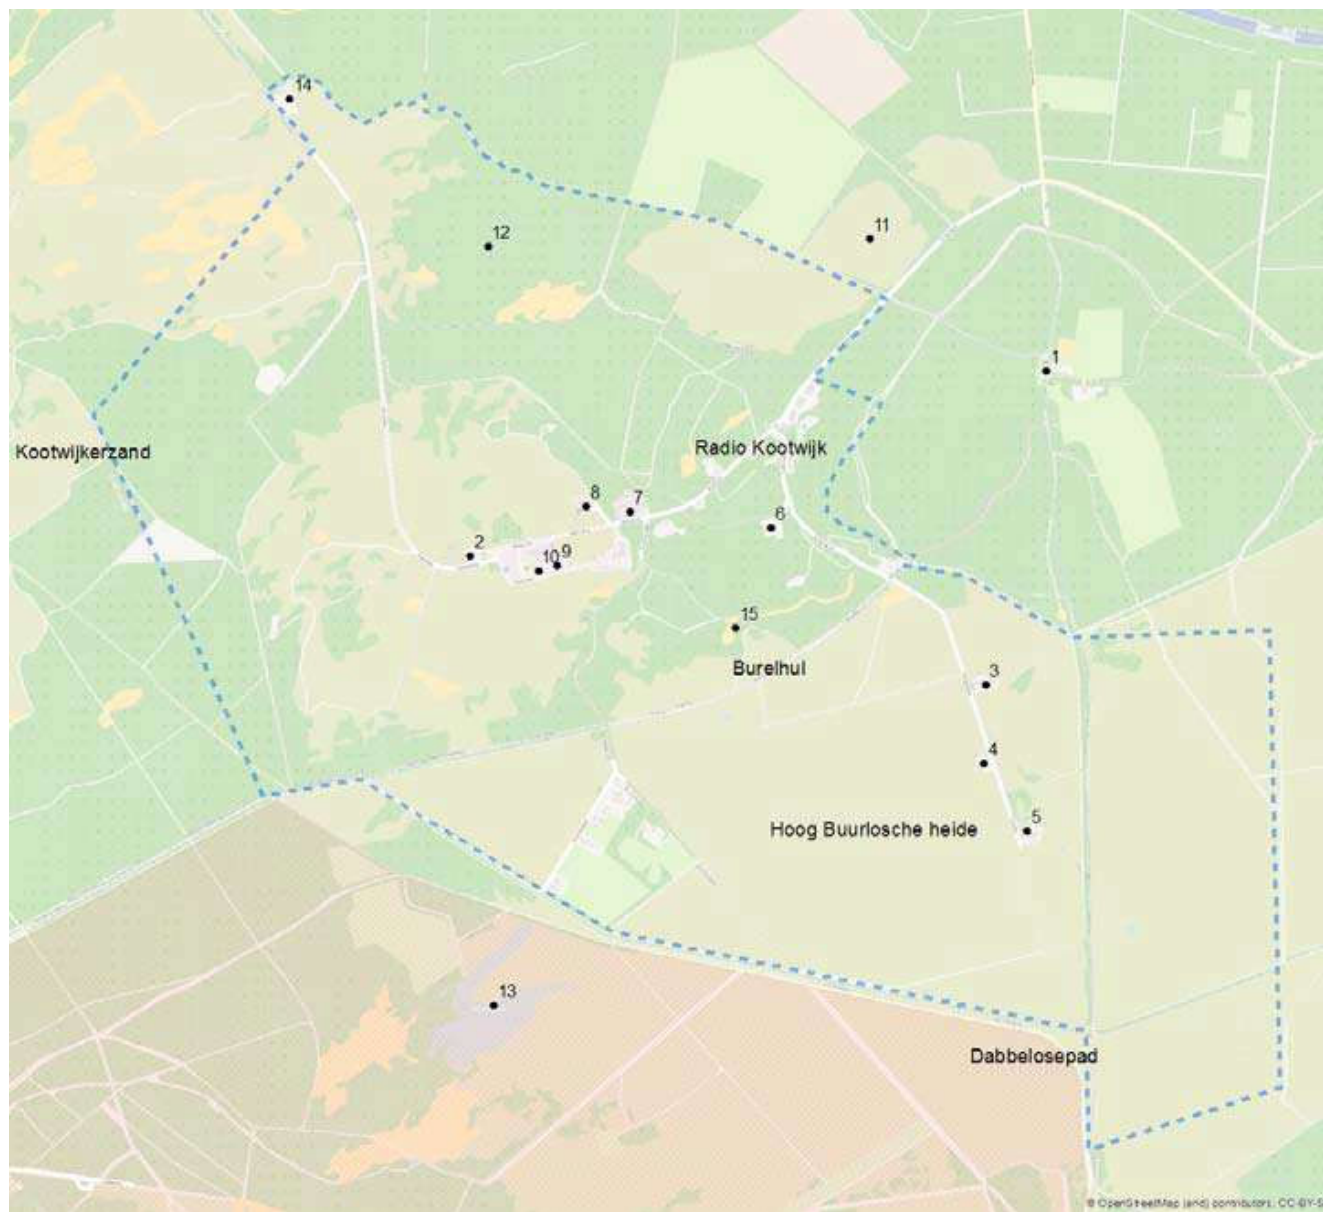 14
12
11
1
Kootwijkerzand
Radio Kootwijk
8
7
6
2
10
9
15
Burelhul
3
4
Hoog Buurlosche heide
5
13
Dabbelosepad
© OpenStreetMap (and) contributors, CC-BY-S